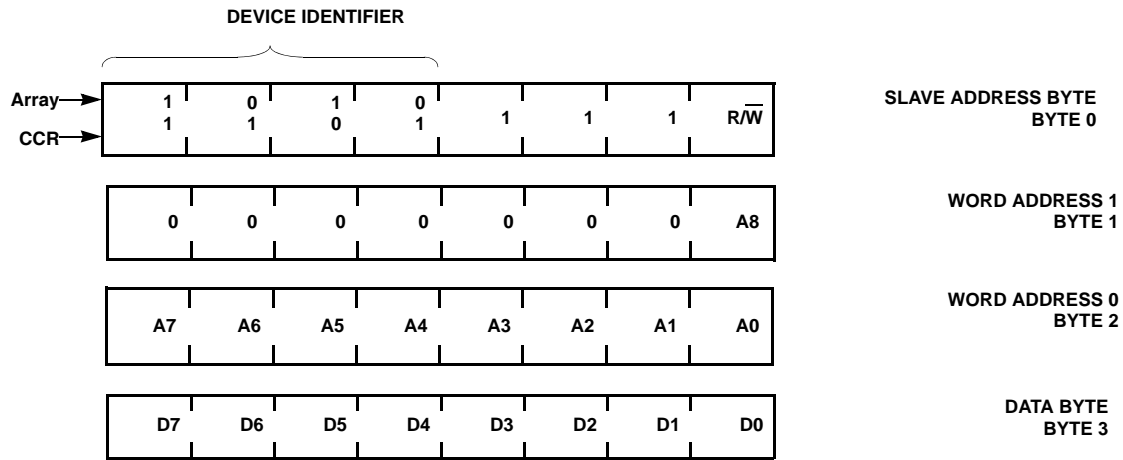 DEVICE IDENTIFIER
Array 1 0 1 0
CCR 1 1 0 1 1 1 1 R/W̅
SLAVE ADDRESS BYTE
BYTE 0
0 0 0 0 0 0 0 A8
WORD ADDRESS 1
BYTE 1
A7 A6 A5 A4 A3 A2 A1 A0
WORD ADDRESS 0
BYTE 2
D7 D6 D5 D4 D3 D2 D1 D0
DATA BYTE
BYTE 3